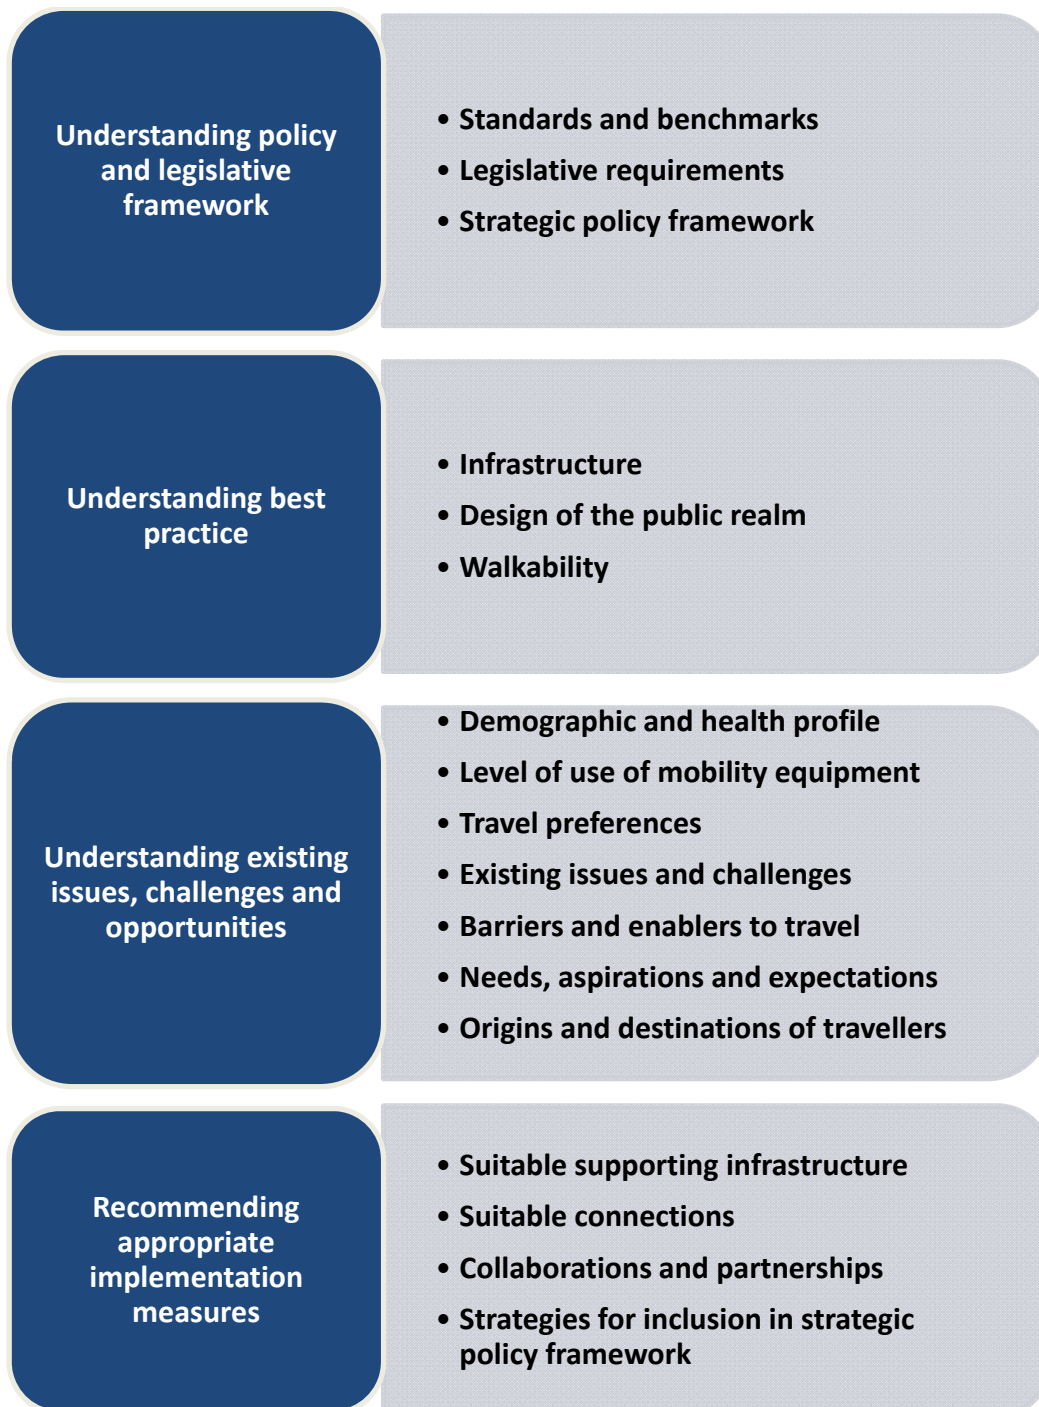 Understanding policy
and legislative
framework
• Standards and benchmarks
• Legislative requirements
• Strategic policy framework
Understanding best
practice
• Infrastructure
• Design of the public realm
• Walkability
Understanding existing
issues, challenges and
opportunities
• Demographic and health profile
• Level of use of mobility equipment
• Travel preferences
• Existing issues and challenges
• Barriers and enablers to travel
• Needs, aspirations and expectations
• Origins and destinations of travellers
Recommending
appropriate
implementation
measures
• Suitable supporting infrastructure
• Suitable connections
• Collaborations and partnerships
• Strategies for inclusion in strategic
policy framework